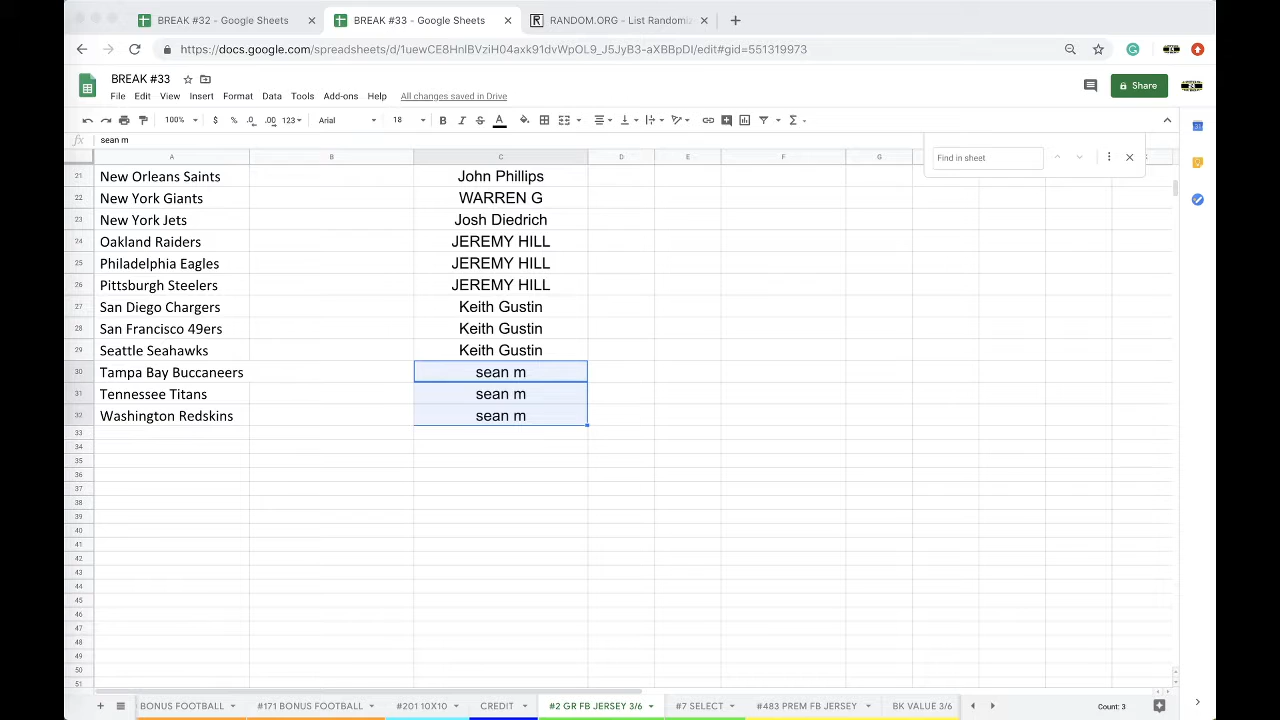 BREAK #32 - Google Sheets
BREAK #33 - Google Sheets
RANDOM.ORG - List Randomi
https://docs.google.com/spreadsheets/d/1uewCE8HnIBVziH04axk91dvWpOL9_J5JyB3-aXBBpDI/edit#gid=551319973
BREAK #33
File Edit View Insert Format Data Tools Add-ons Help All changes saved in Drive
Share
100% $ % .0 .00 123 Arial 18 B I S A
fx sean m
Find in sheet
A B C D E F G
21 New Orleans Saints John Phillips
22 New York Giants WARREN G
23 New York Jets Josh Diedrich
24 Oakland Raiders JEREMY HILL
25 Philadelphia Eagles JEREMY HILL
26 Pittsburgh Steelers JEREMY HILL
27 San Diego Chargers Keith Gustin
28 San Francisco 49ers Keith Gustin
29 Seattle Seahawks Keith Gustin
30 Tampa Bay Buccaneers sean m
31 Tennessee Titans sean m
32 Washington Redskins sean m
33
34
35
36
37
38
39
40
41
42
43
44
45
46
47
48
49
50
51
BONUS FOOTBALL #171 BONUS FOOTBALL #201 10X10 CREDIT #2 GR FB JERSEY 3/6 #7 SELECT #483 PREM FB JERSEY BK VALUE 3/6 Count: 3